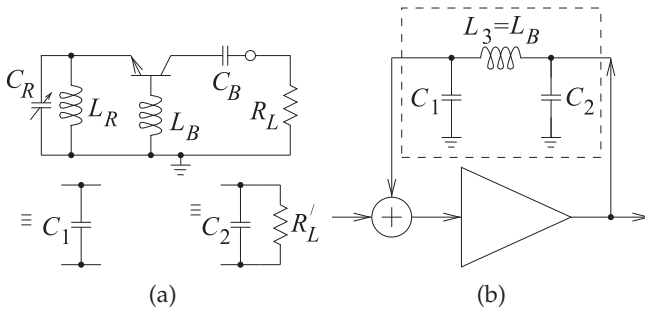 L_3=L_B
C_R
L_R
L_B
C_B
R_L
C_1
C_2
+
≡ C_1
≡ C_2
R_L'
(a)
(b)